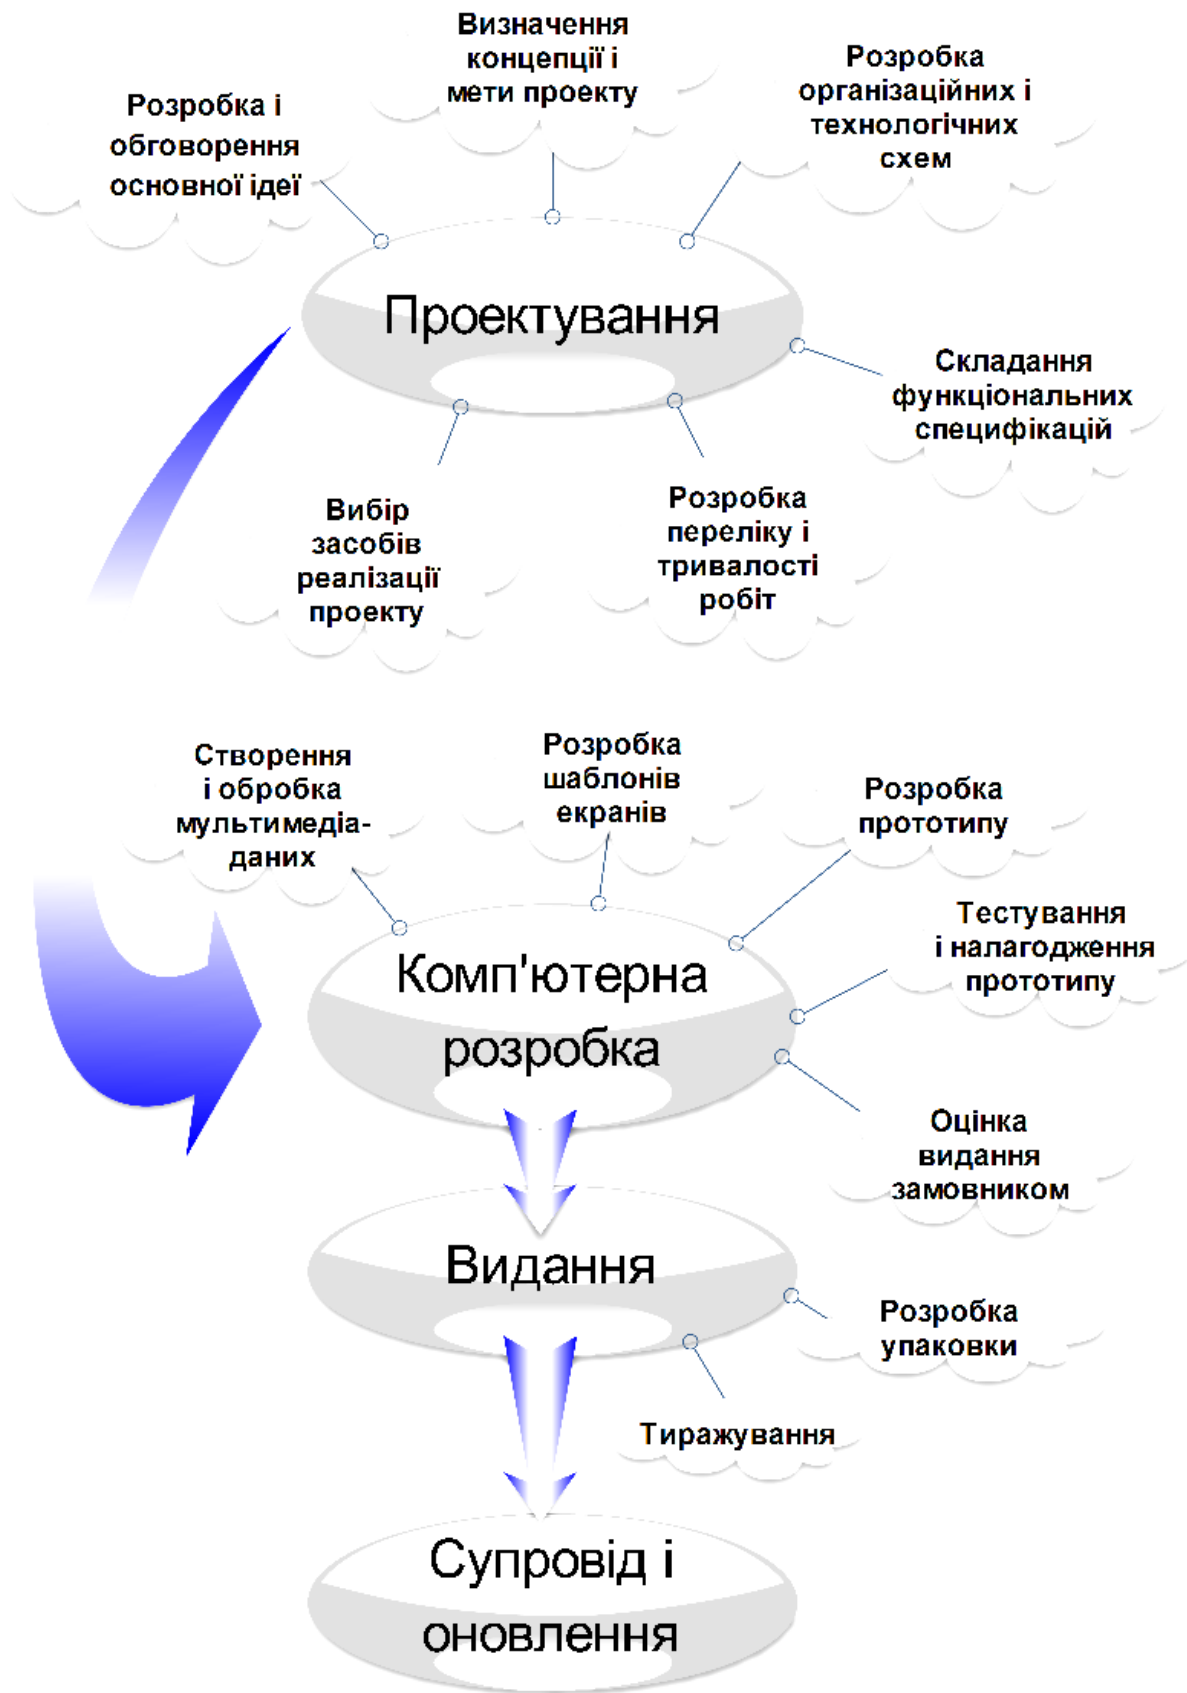 Визначення
концепції і
мети проекту
Розробка
організаційних і
технологічних
схем
Розробка і
обговорення
основної ідеї
Проектування
Складання
функціональних
специфікацій
Вибір
засобів
реалізації
проекту
Розробка
переліку і
тривалості
робіт
Створення
і обробка
мультимедіа-
даних
Розробка
шаблонів
екранів
Розробка
прототипу
Тестування
і налагодження
прототипу
Комп'ютерна
розробка
Оцінка
видання
замовником
Видання
Розробка
упаковки
Тиражування
Супровід і
оновлення